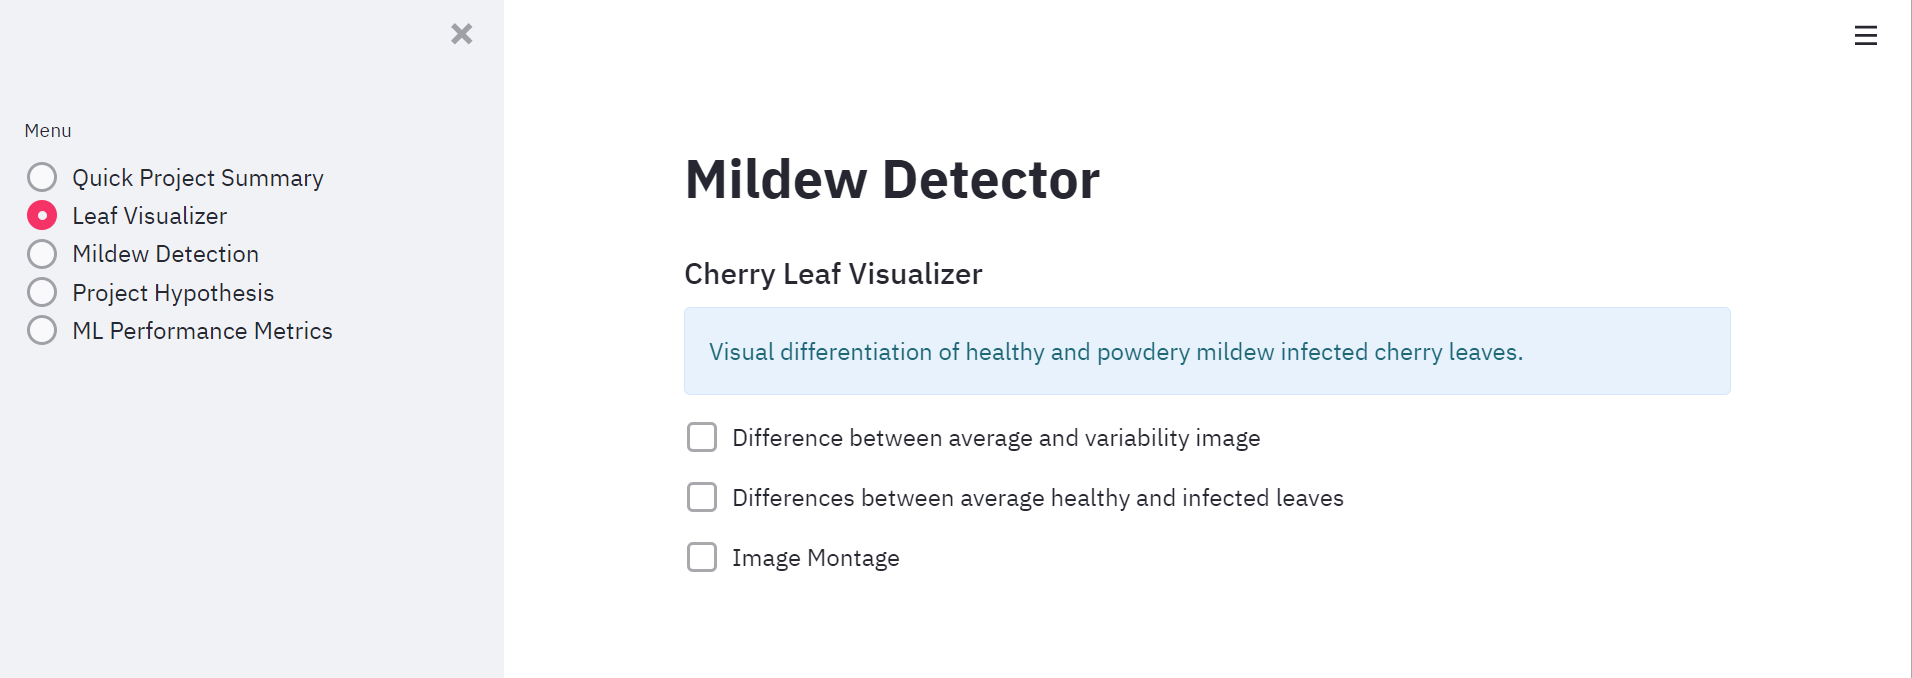 Menu
Quick Project Summary
Leaf Visualizer
Mildew Detection
Project Hypothesis
ML Performance Metrics
Mildew Detector
Cherry Leaf Visualizer
Visual differentiation of healthy and powdery mildew infected cherry leaves.
Difference between average and variability image
Differences between average healthy and infected leaves
Image Montage